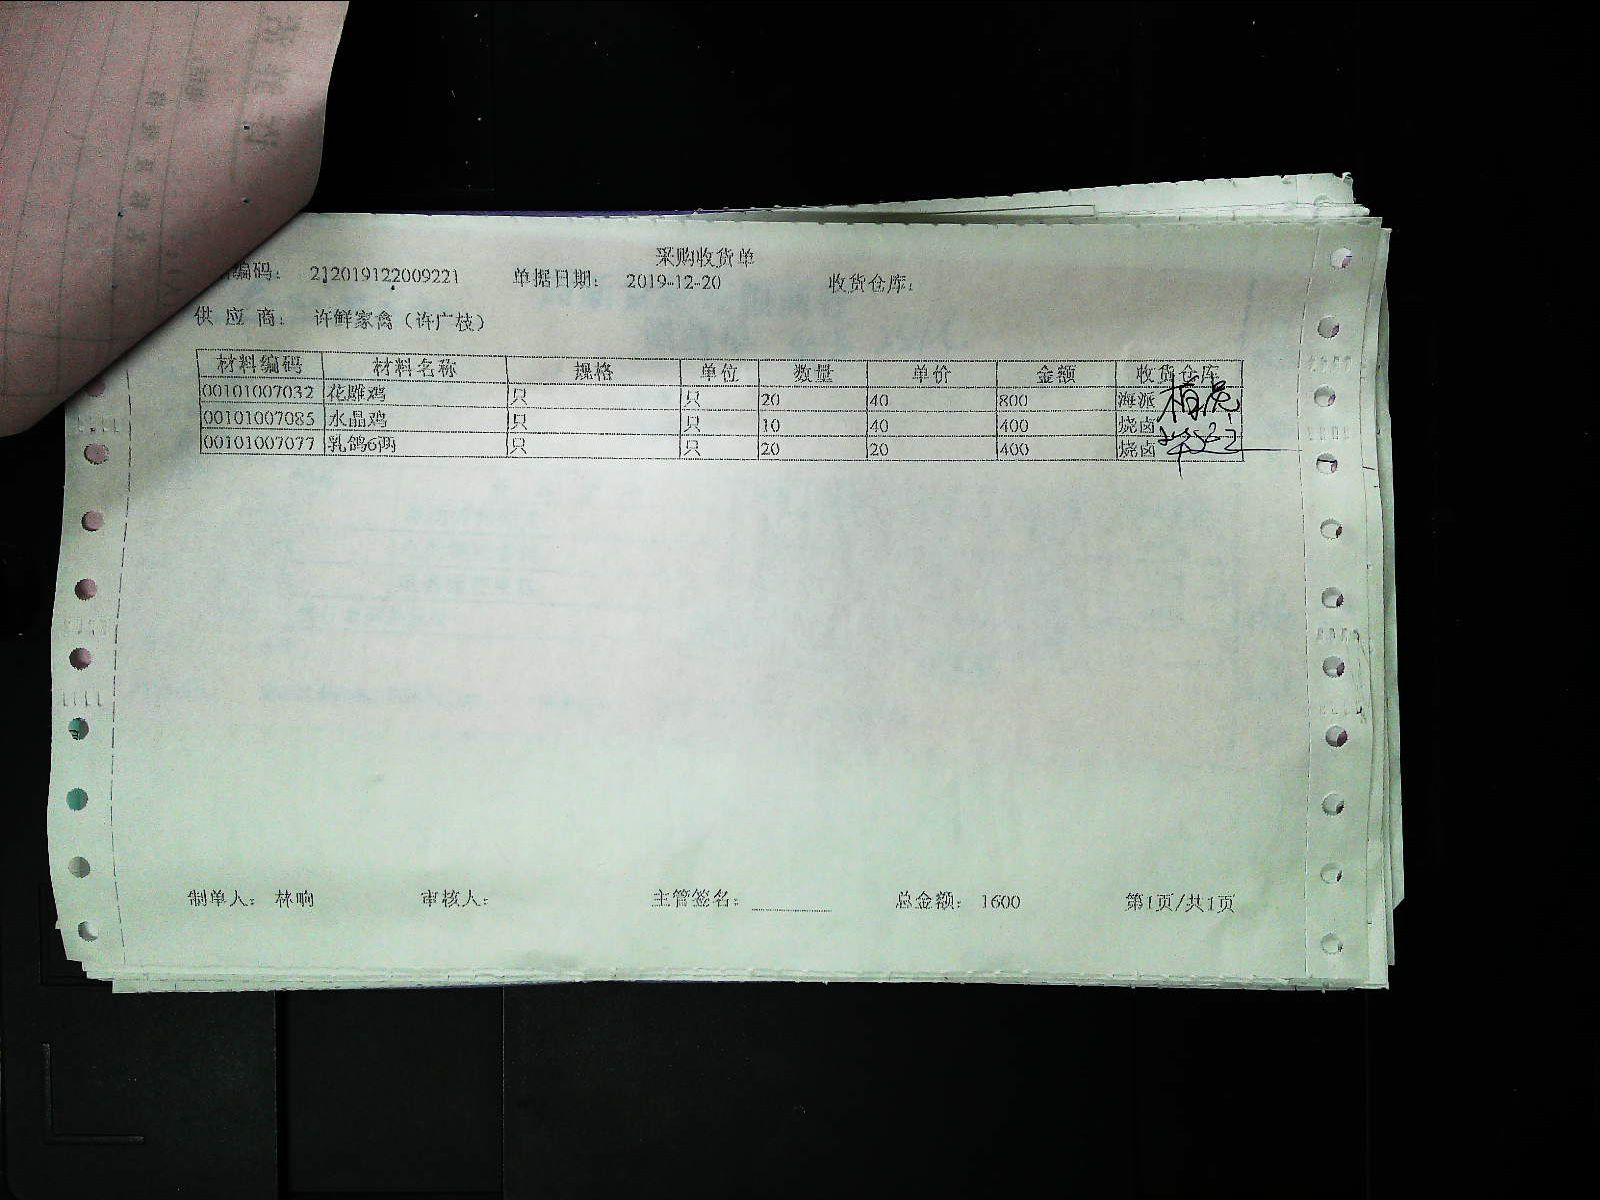 采购收货单
编码： 212019122009221 单据日期： 2019-12-20 收货仓库：
供 应 商： 许鲜家禽（许广枝）
材料编码 材料名称 规格 单位 数量 单价 金额 收货仓库
00101007032 花雕鸡 只 只 20 40 800 海派
00101007085 水晶鸡 只 只 10 40 400 烧卤
00101007077 乳鸽6两 只 只 20 20 400 烧卤
制单人： 林响 审核人： 主管签名： 总金额： 1600 第1页/共1页